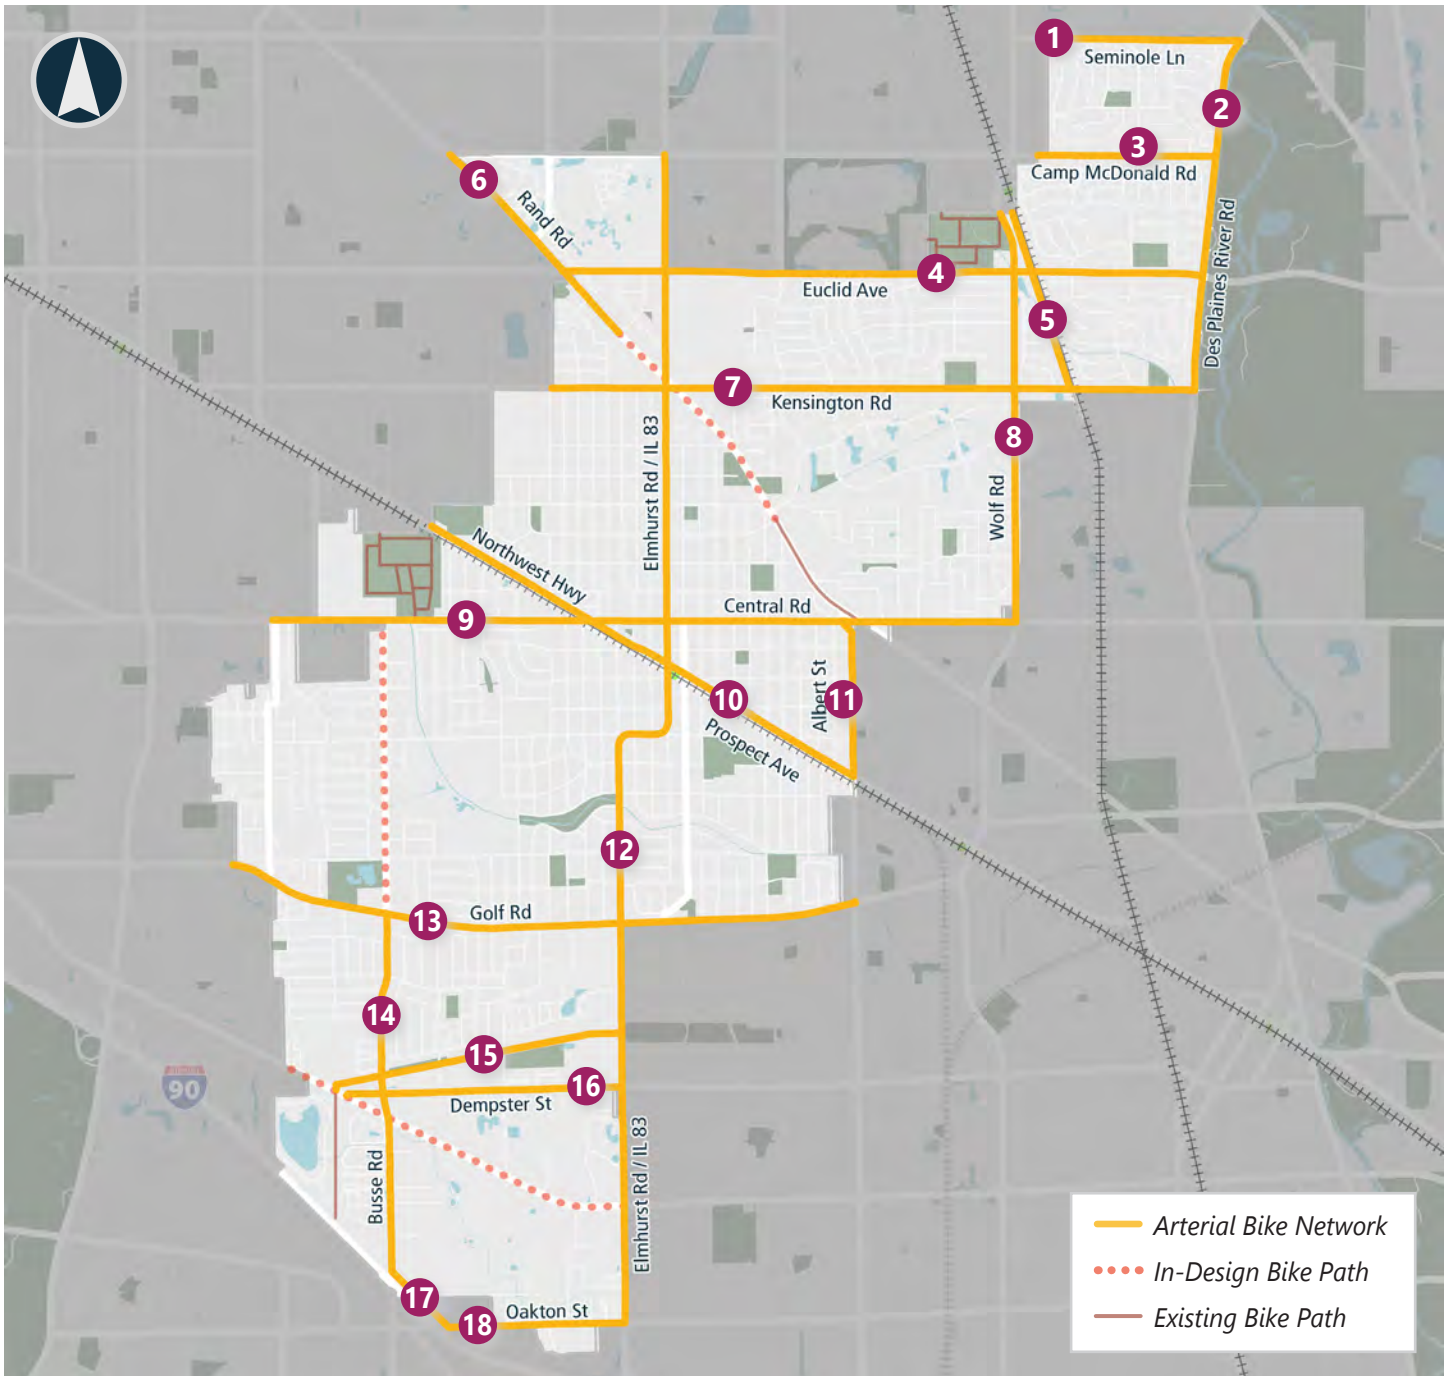 1
Seminole Ln
2
3
Camp McDonald Rd
6
Rand Rd
Des Plaines River Rd
4
Euclid Ave
5
7
Kensington Rd
Elmhurst Rd / IL 83
8
Wolf Rd
Northwest Hwy
Central Rd
9
Albert St
10
11
Prospect Ave
12
Golf Rd
13
14
15
90
16
Dempster St
Busse Rd
Elmhurst Rd / IL 83
17
Oakton St
18
Arterial Bike Network
In-Design Bike Path
Existing Bike Path